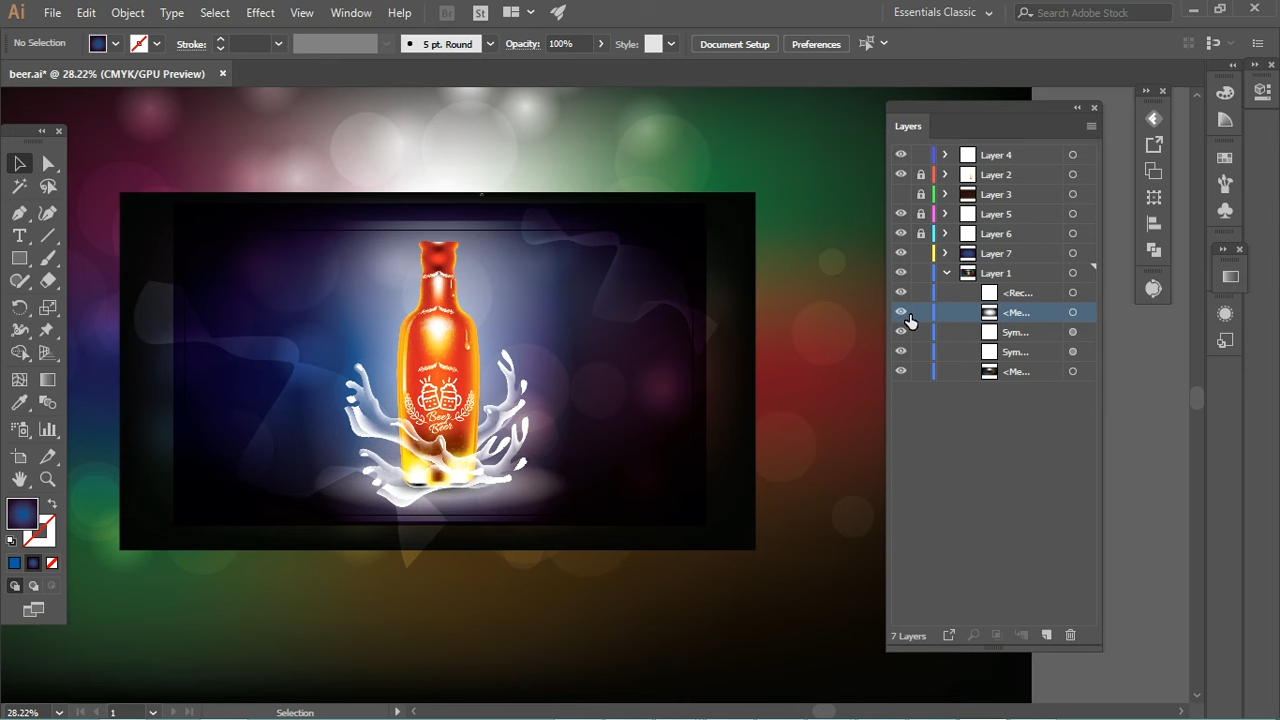 Ai File Edit Object Type Select Effect View Window Help Br St Essentials Classic Search Adobe Stock
No Selection Stroke: 5 pt. Round Opacity: 100% Style: Document Setup Preferences
beer.ai* @ 28.22% (CMYK/GPU Preview)
Layers
Layer 4
Layer 2
Layer 3
Layer 5
Layer 6
Layer 7
Layer 1
<Rec...
<Me...
Sym...
Sym...
<Me...
Beer
Beer
7 Layers
28.22% 1 Selection